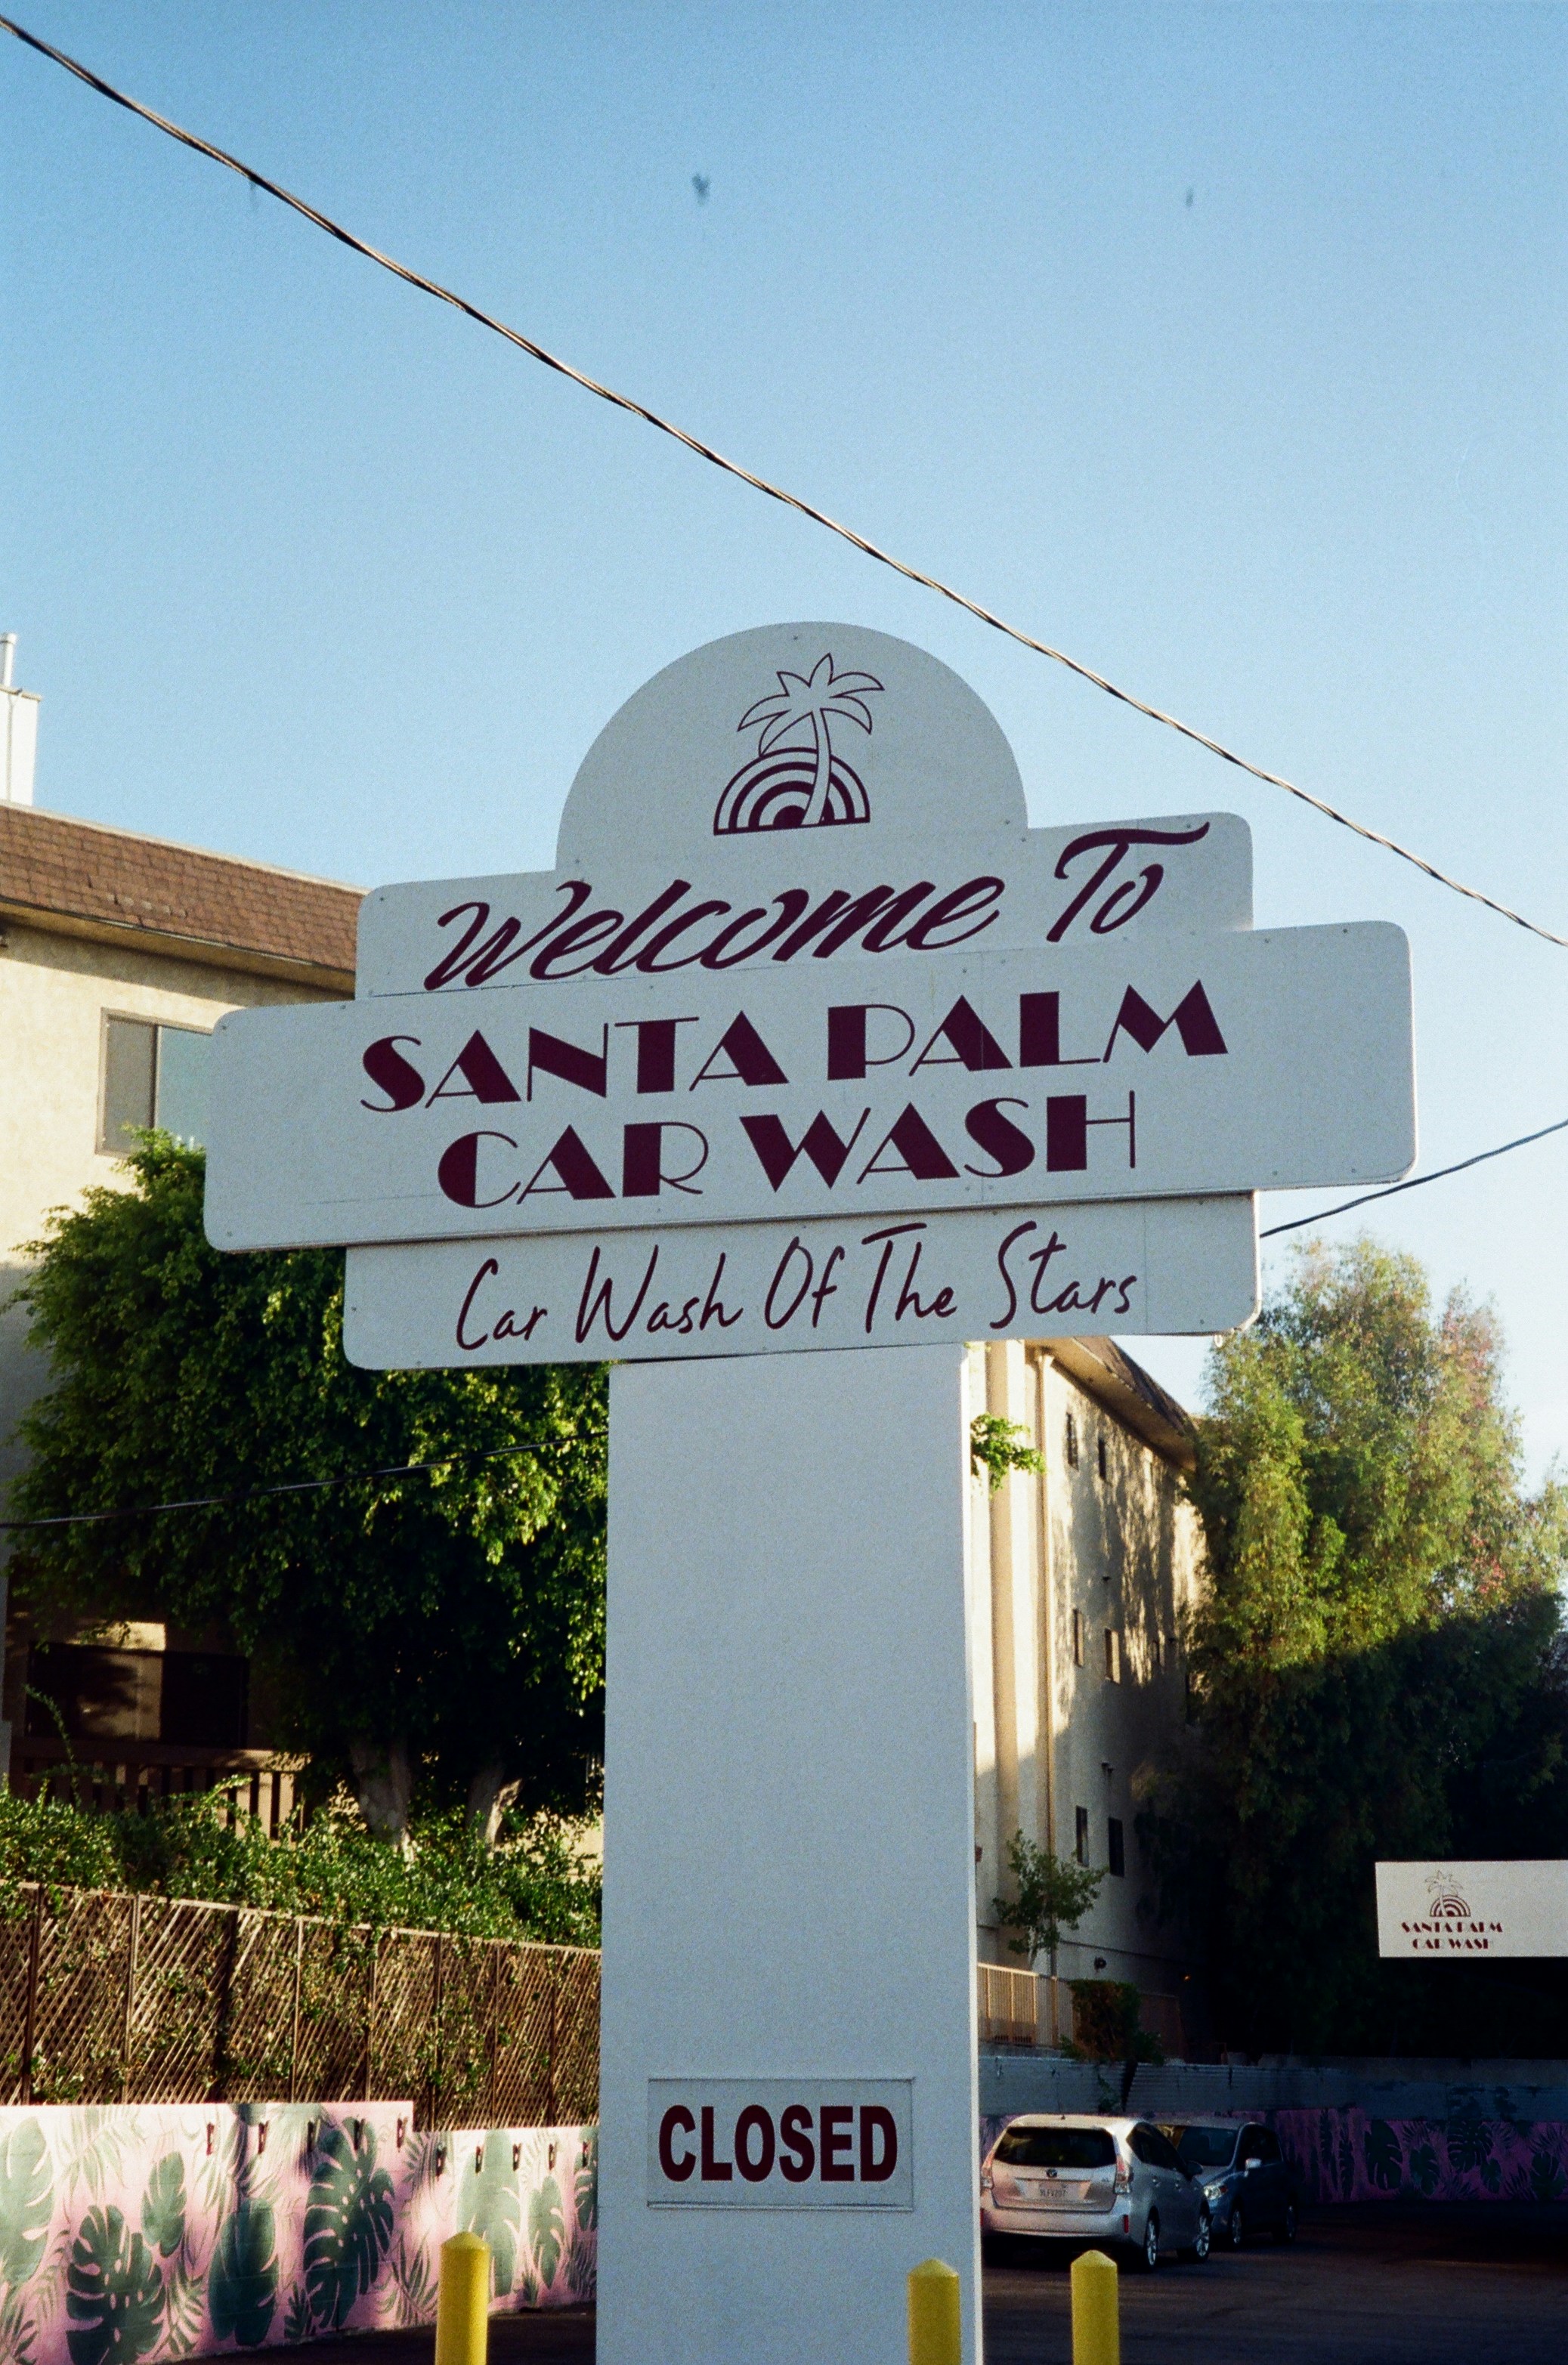 Welcome To
SANTA PALM
CAR WASH
Car Wash Of The Stars
SANTA PALM
CAR WASH
CLOSED